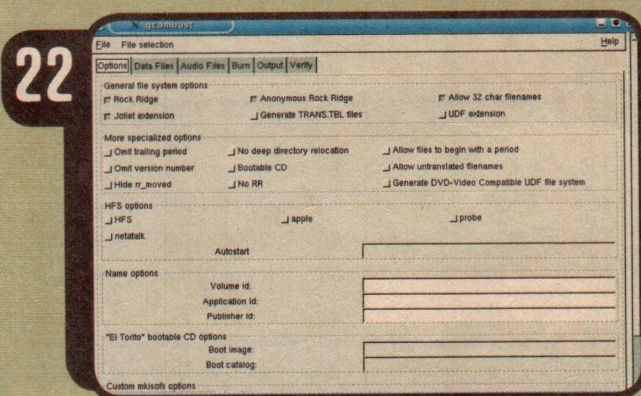 22
gcombust
File File selection Help
Options Data Files Audio Files Burn Output Verify
General file system options
Rock Ridge Anonymous Rock Ridge Allow 32 char filenames
Joliet extension Generate TRANS.TBL files UDF extension
More specialized options
Omit trailing period No deep directory relocation Allow files to begin with a period
Omit version number Bootable CD Allow untranslated filenames
Hide rr_moved No RR Generate DVD-Video Compatible UDF file system
HFS options
HFS apple probe
netatalk
Autostart
Name options
Volume id:
Application id:
Publisher id:
"El Torito" bootable CD options
Boot image:
Boot catalog:
Custom mkisofs options